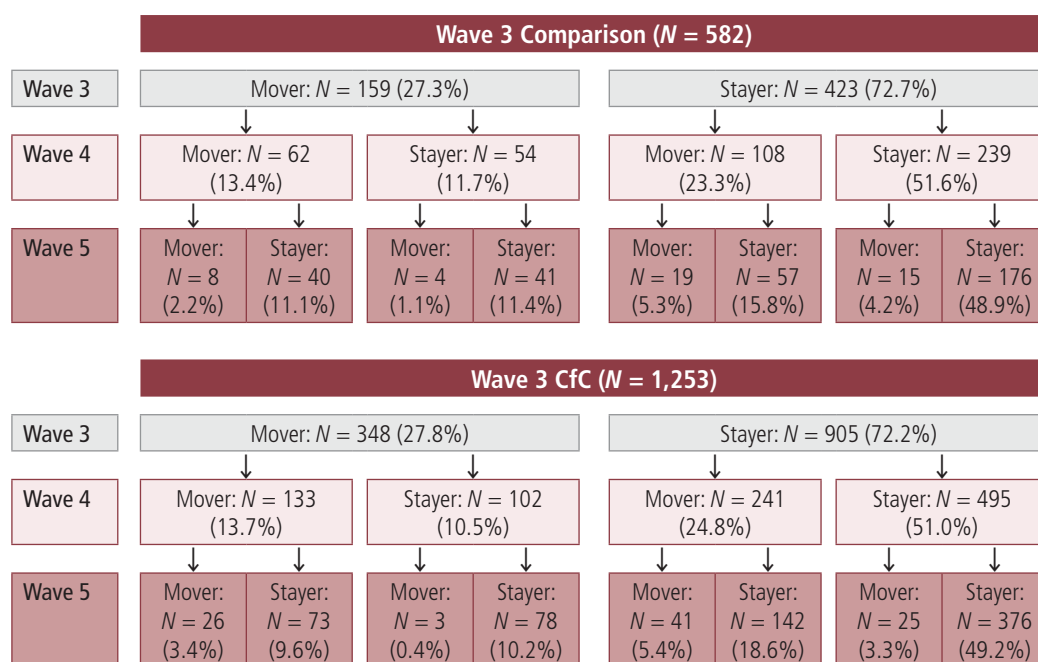 Wave 3 Comparison (N = 582)
Wave 3
Mover: N = 159 (27.3%)
Stayer: N = 423 (72.7%)
Wave 4
Mover: N = 62
(13.4%)
Stayer: N = 54
(11.7%)
Mover: N = 108
(23.3%)
Stayer: N = 239
(51.6%)
Wave 5
Mover:
N = 8
(2.2%)
Stayer:
N = 40
(11.1%)
Mover:
N = 4
(1.1%)
Stayer:
N = 41
(11.4%)
Mover:
N = 19
(5.3%)
Stayer:
N = 57
(15.8%)
Mover:
N = 15
(4.2%)
Stayer:
N = 176
(48.9%)
Wave 3 CfC (N = 1,253)
Wave 3
Mover: N = 348 (27.8%)
Stayer: N = 905 (72.2%)
Wave 4
Mover: N = 133
(13.7%)
Stayer: N = 102
(10.5%)
Mover: N = 241
(24.8%)
Stayer: N = 495
(51.0%)
Wave 5
Mover:
N = 26
(3.4%)
Stayer:
N = 73
(9.6%)
Mover:
N = 3
(0.4%)
Stayer:
N = 78
(10.2%)
Mover:
N = 41
(5.4%)
Stayer:
N = 142
(18.6%)
Mover:
N = 25
(3.3%)
Stayer:
N = 376
(49.2%)